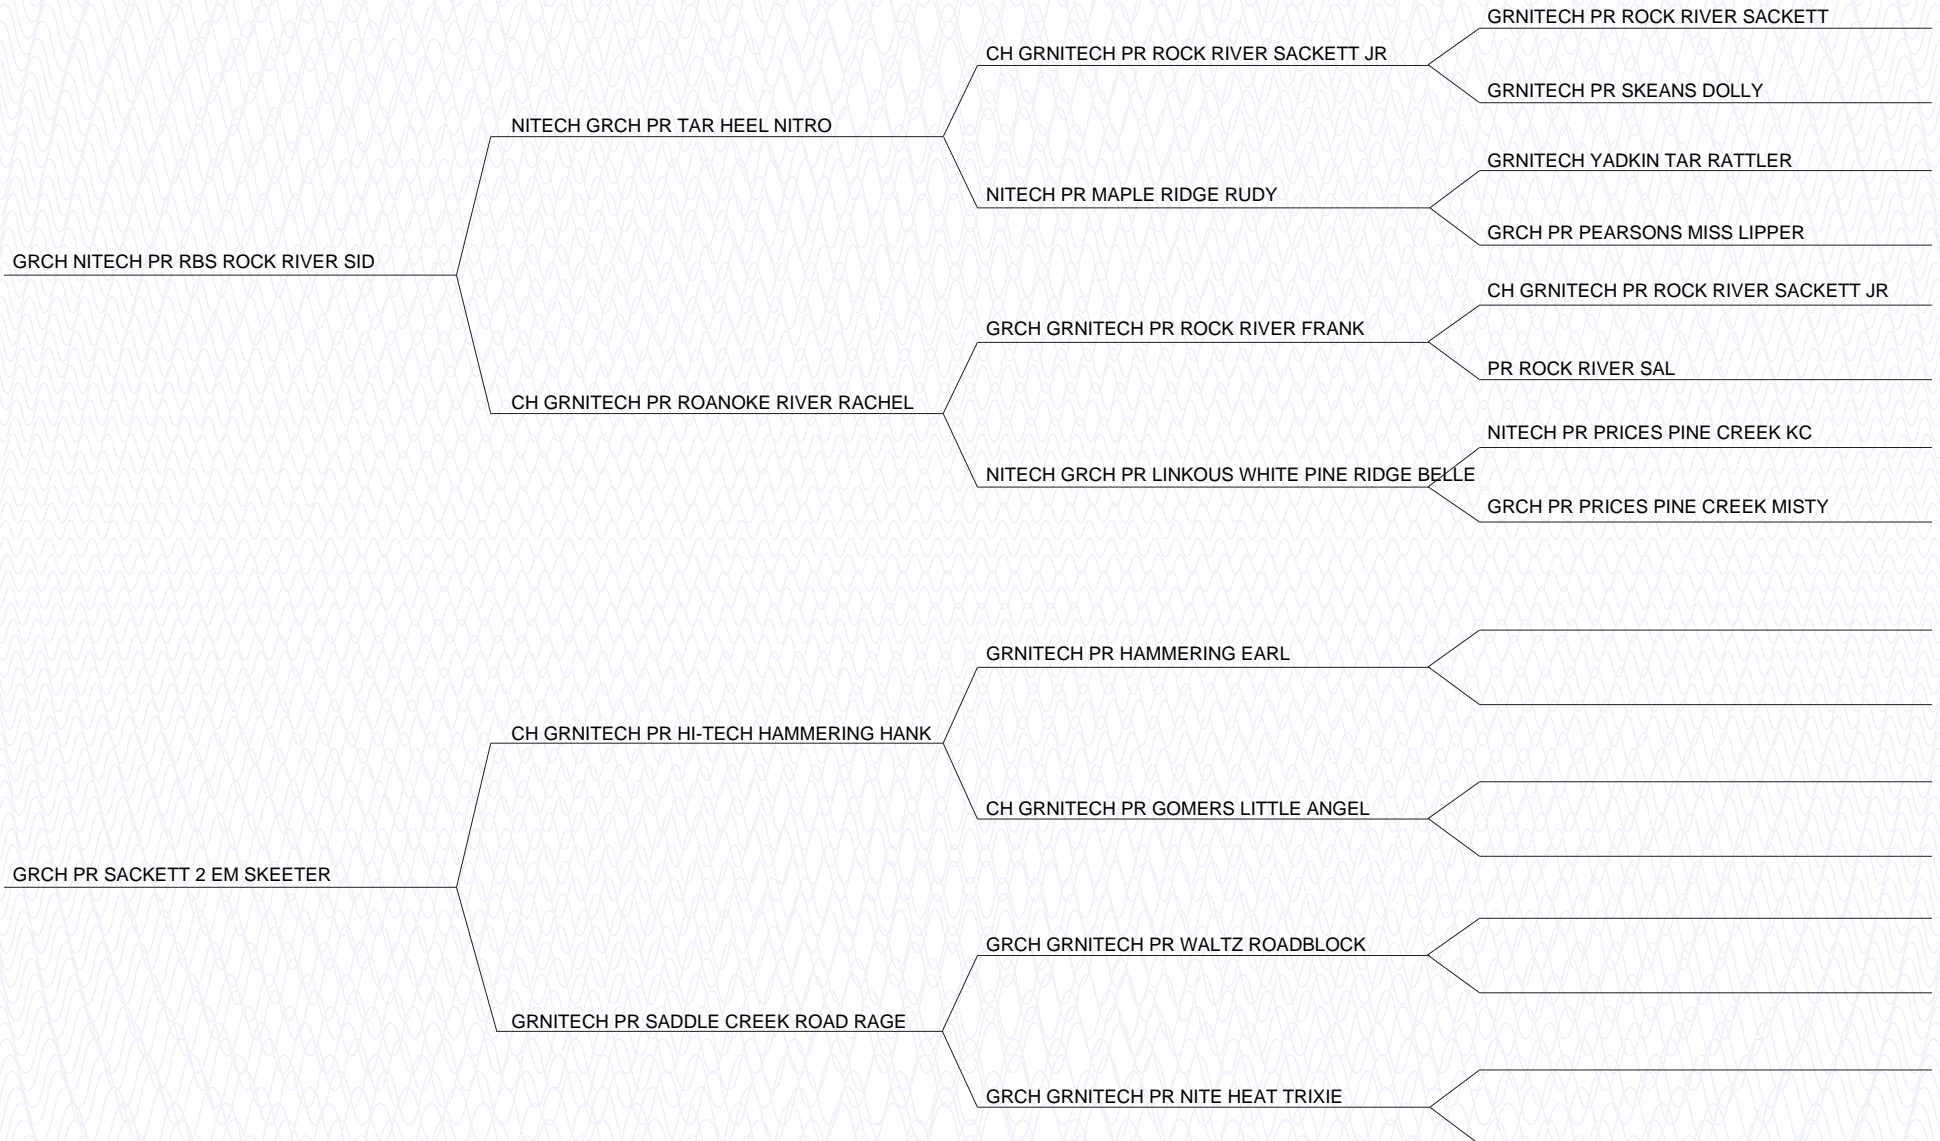 GRNITECH PR ROCK RIVER SACKETT
CH GRNITECH PR ROCK RIVER SACKETT JR
GRNITECH PR SKEANS DOLLY
NITECH GRCH PR TAR HEEL NITRO
GRNITECH YADKIN TAR RATTLER
NITECH PR MAPLE RIDGE RUDY
GRCH PR PEARSONS MISS LIPPER
GRCH NITECH PR RBS ROCK RIVER SID
CH GRNITECH PR ROCK RIVER SACKETT JR
GRCH GRNITECH PR ROCK RIVER FRANK
PR ROCK RIVER SAL
CH GRNITECH PR ROANOKE RIVER RACHEL
NITECH PR PRICES PINE CREEK KC
NITECH GRCH PR LINKOUS WHITE PINE RIDGE BELLE
GRCH PR PRICES PINE CREEK MISTY
GRNITECH PR HAMMERING EARL
CH GRNITECH PR HI-TECH HAMMERING HANK
CH GRNITECH PR GOMERS LITTLE ANGEL
GRCH PR SACKETT 2 EM SKEETER
GRCH GRNITECH PR WALTZ ROADBLOCK
GRNITECH PR SADDLE CREEK ROAD RAGE
GRCH GRNITECH PR NITE HEAT TRIXIE